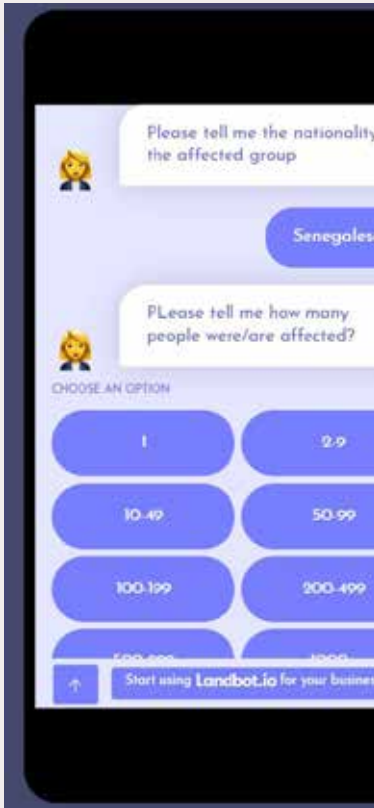 Please tell me the nationality
the affected group
Senegales
PLease tell me how many
people were/are affected?
CHOOSE AN OPTION
1
2-9
10-49
50-99
100-199
200-499
Start using Landbot.io for your busine